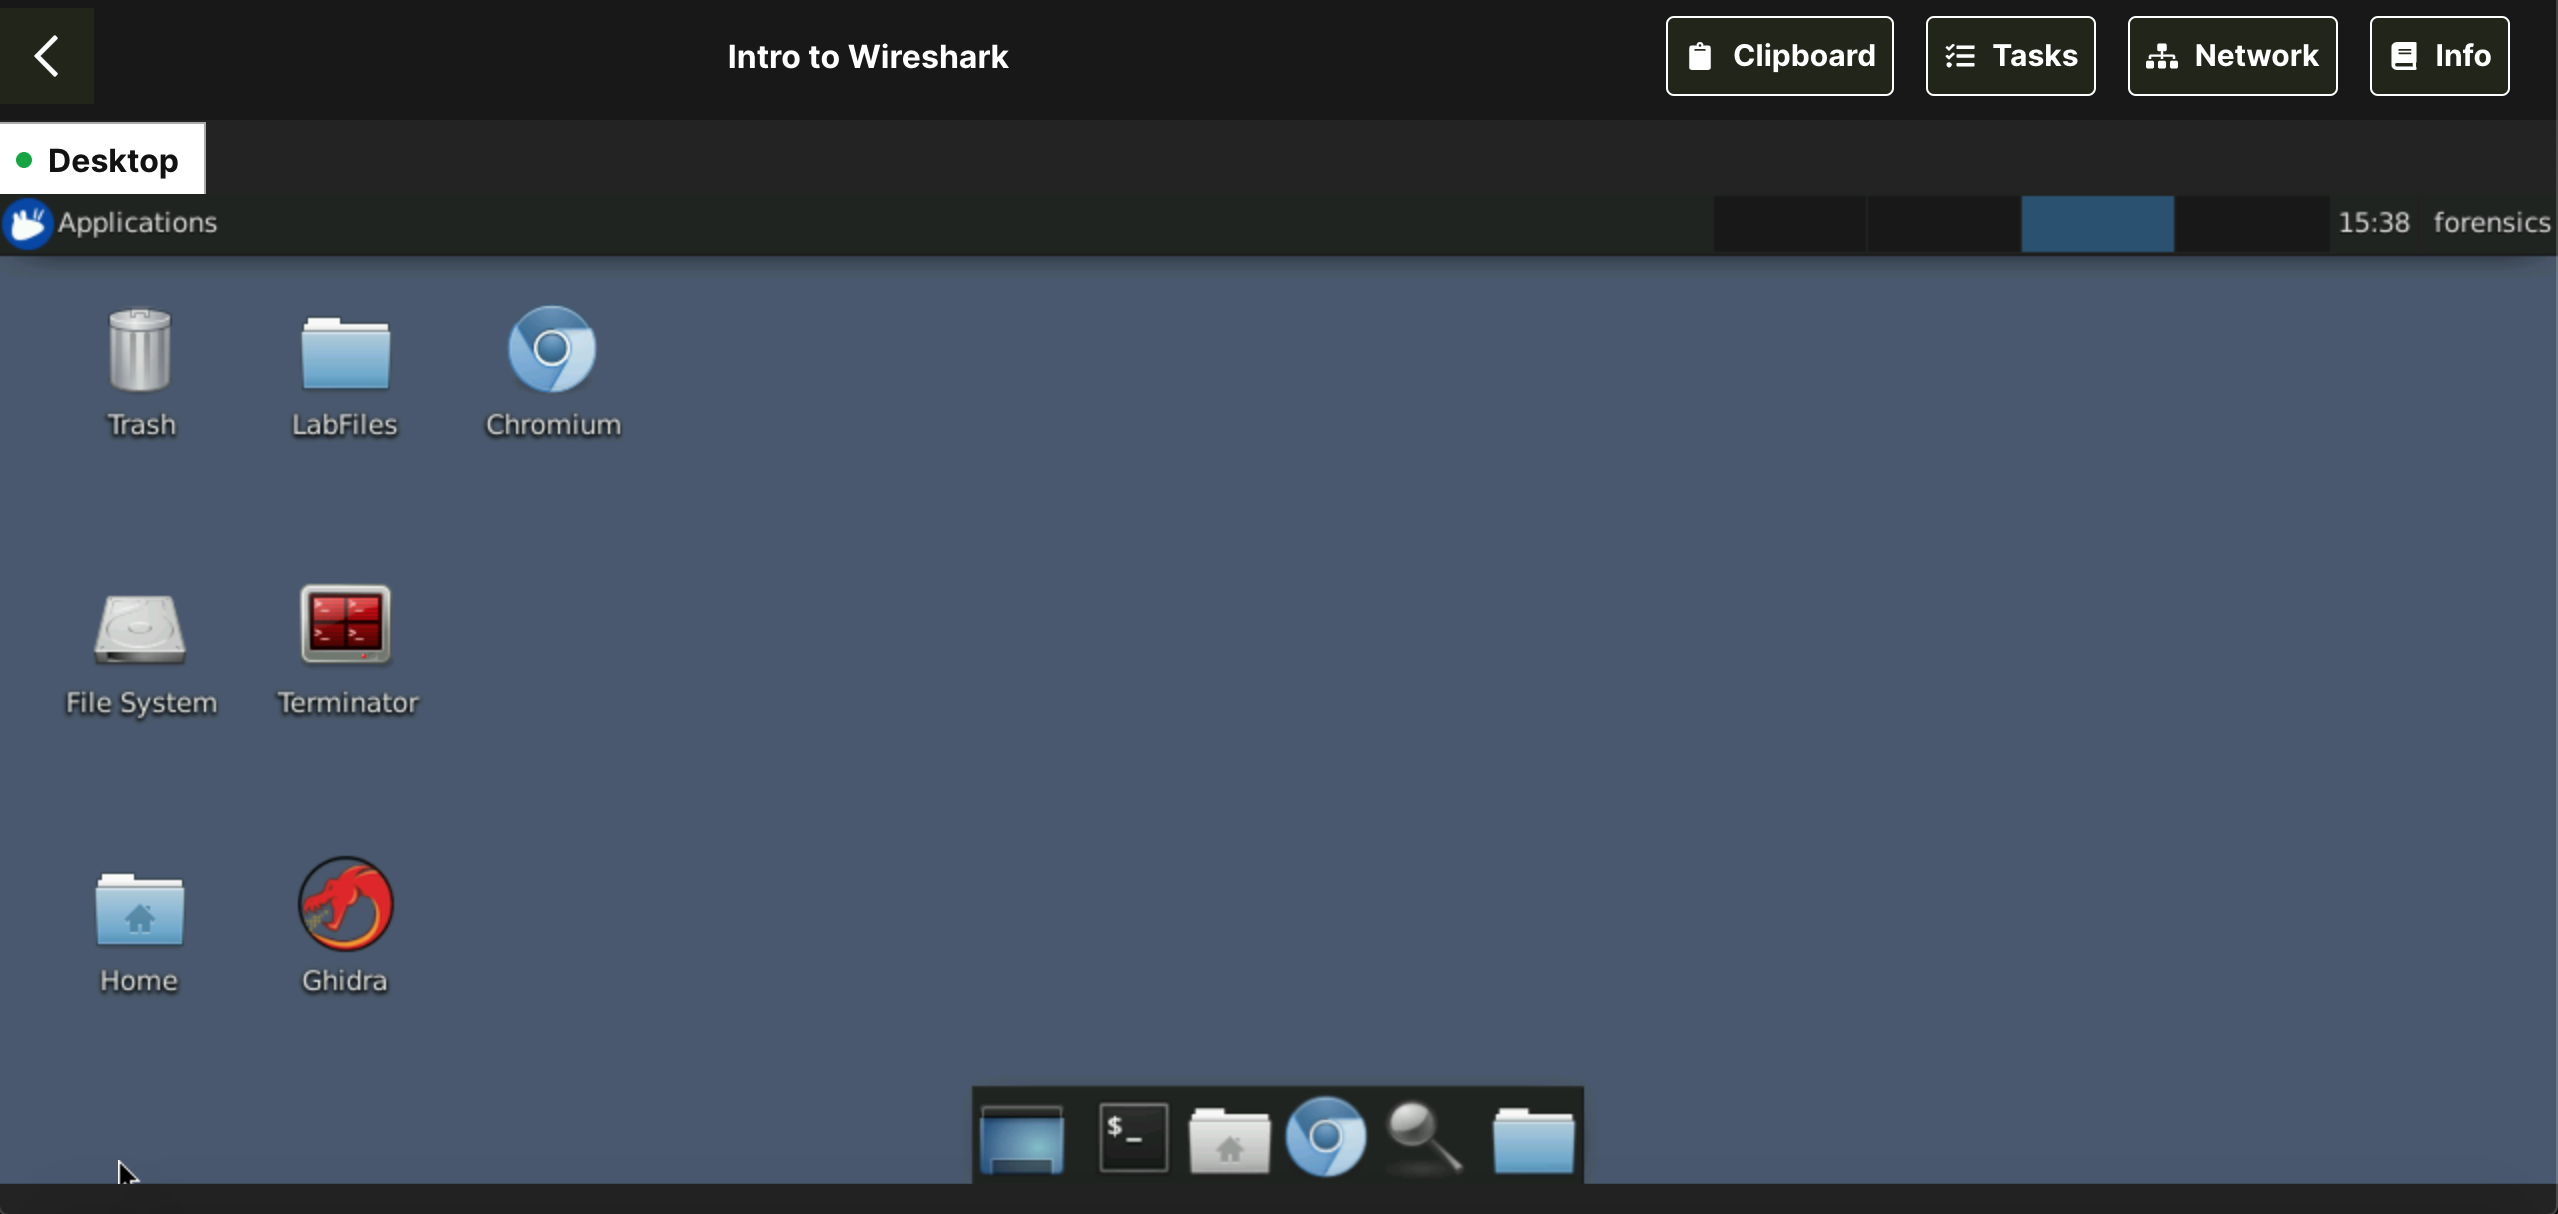 Intro to Wireshark
Clipboard
Tasks
Network
Info
Desktop
Applications
15:38 forensics
Trash
LabFiles
Chromium
File System
Terminator
Home
Ghidra
$_